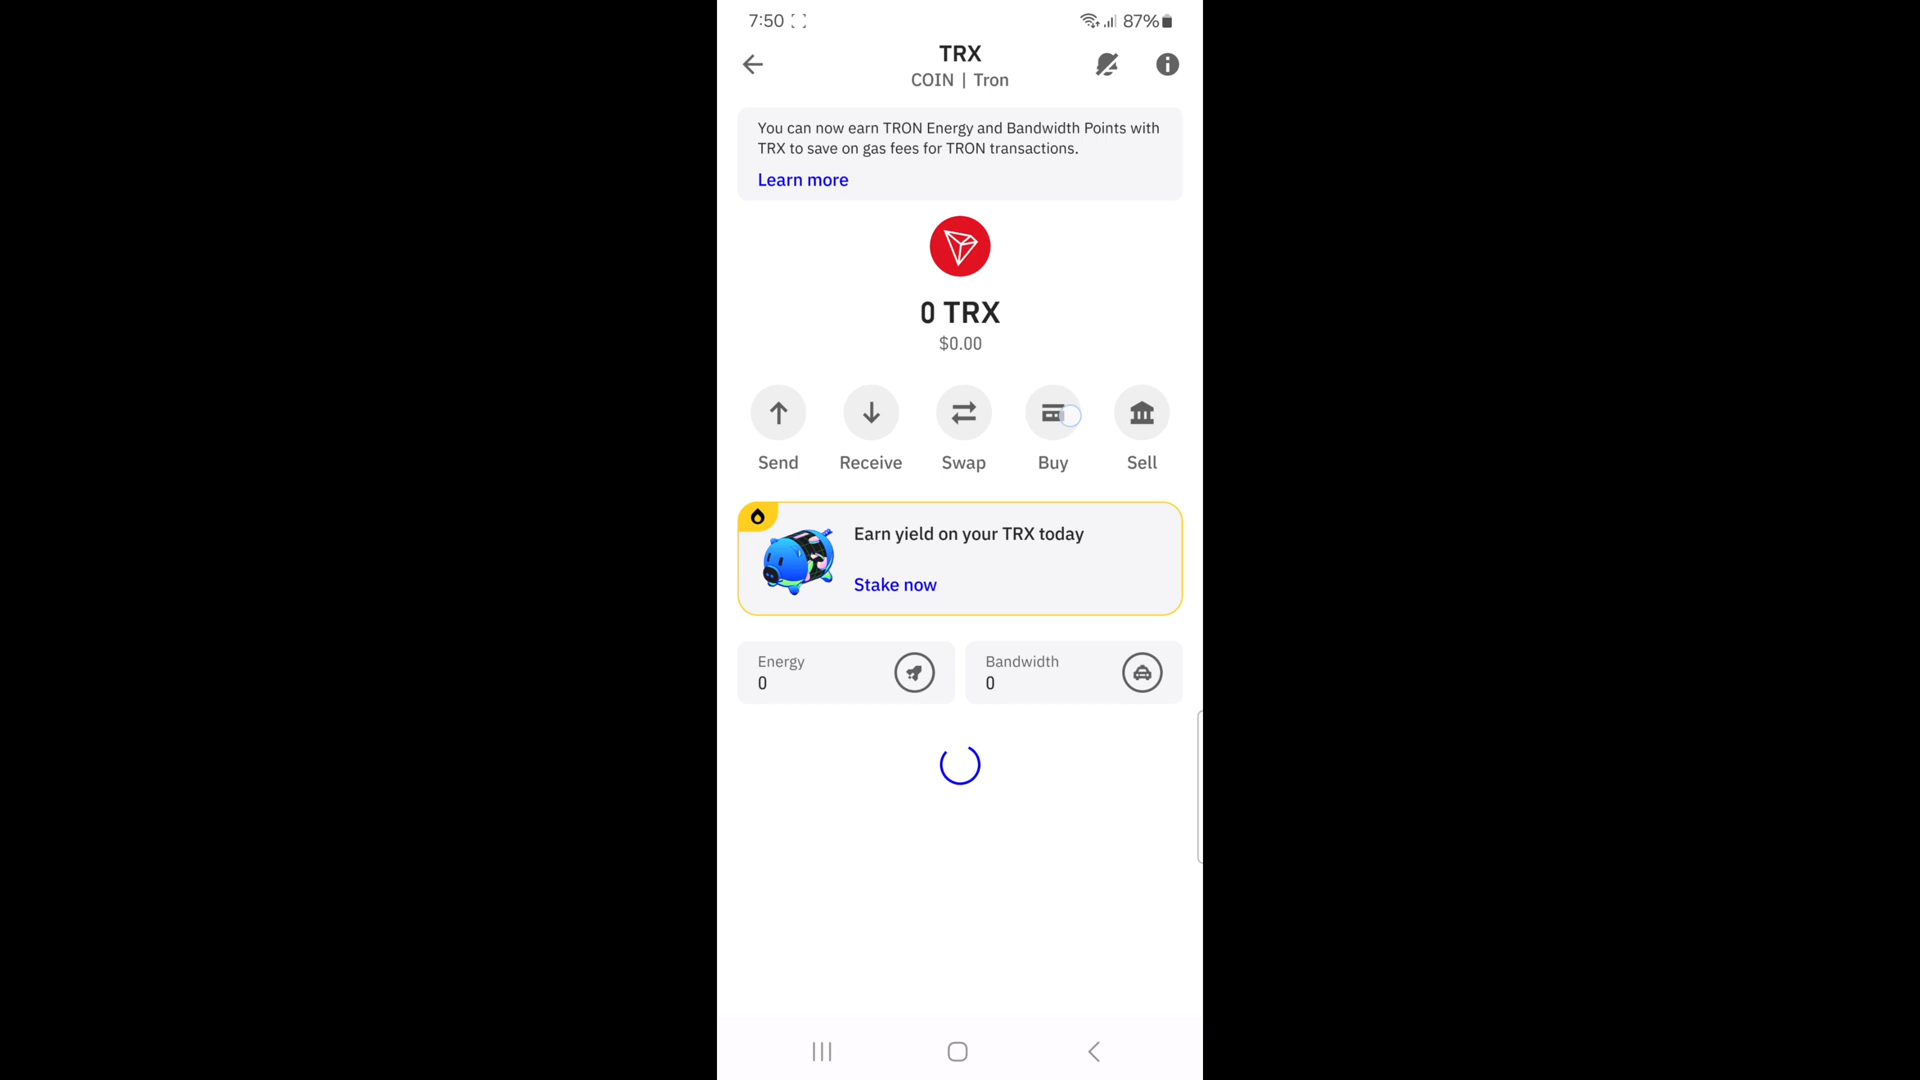 7:50
87%
TRX
COIN | Tron
You can now earn TRON Energy and Bandwidth Points with
TRX to save on gas fees for TRON transactions.
Learn more
0 TRX
$0.00
Send Receive Swap Buy Sell
Earn yield on your TRX today
Stake now
Energy
0
Bandwidth
0